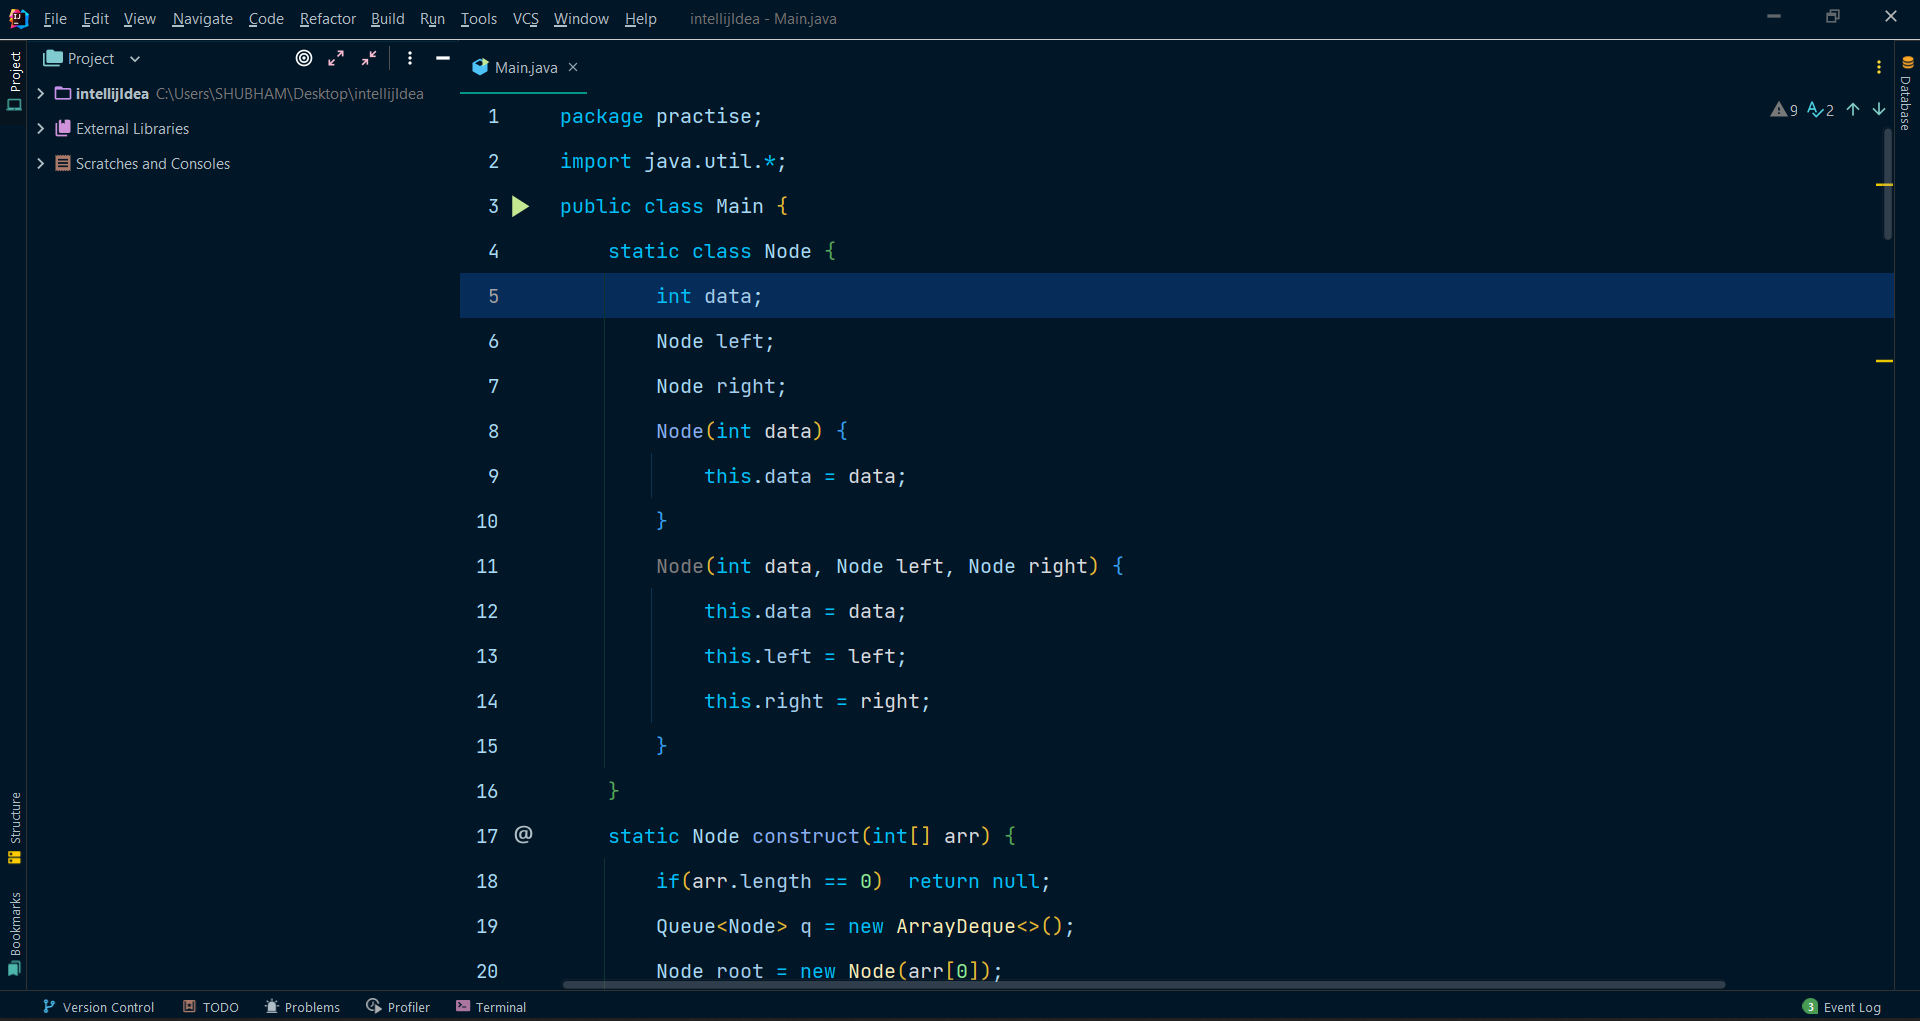 File Edit View Navigate Code Refactor Build Run Tools VCS Window Help intellijIdea - Main.java
Project
Project
intellijIdea C:\Users\SHUBHAM\Desktop\intellijIdea
External Libraries
Scratches and Consoles
Structure
Bookmarks
Main.java
9 2
Database
1 package practise;
2 import java.util.*;
3 public class Main {
4     static class Node {
5         int data;
6         Node left;
7         Node right;
8         Node(int data) {
9             this.data = data;
10         }
11         Node(int data, Node left, Node right) {
12             this.data = data;
13             this.left = left;
14             this.right = right;
15         }
16     }
17 @     static Node construct(int[] arr) {
18         if(arr.length == 0)  return null;
19         Queue<Node> q = new ArrayDeque<>();
20         Node root = new Node(arr[0]);
Version Control TODO Problems Profiler Terminal 3 Event Log